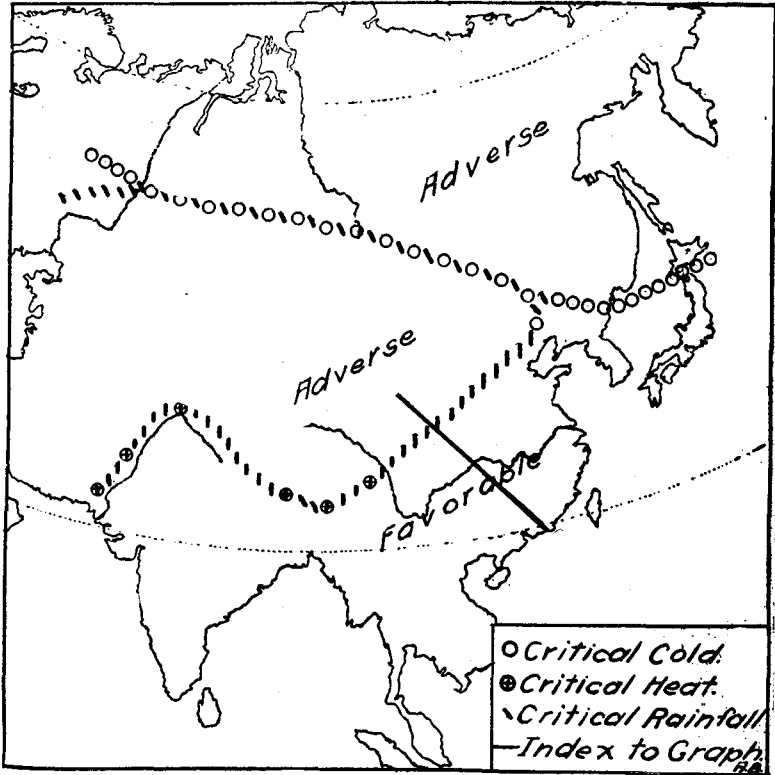 Adverse
Adverse
Favorable
Critical Cold.
Critical Heat.
Critical Rainfall
Index to Graph.